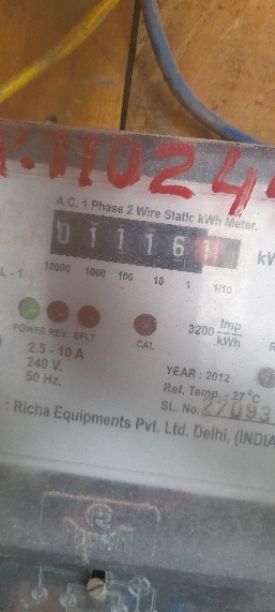 P.110244
A.C. 1 Phase 2 Wire Static kWh Meter.
011161
10000 1000 100 10 1 1/10
POWER REV. EFLT
CAL
3200 Imp/kWh
2.5 - 10 A
240 V.
50 Hz.
YEAR : 2012
Ref. Temp. - 27°C
SL. No. 27093
: Richa Equipments Pvt. Ltd. Delhi, (INDIA